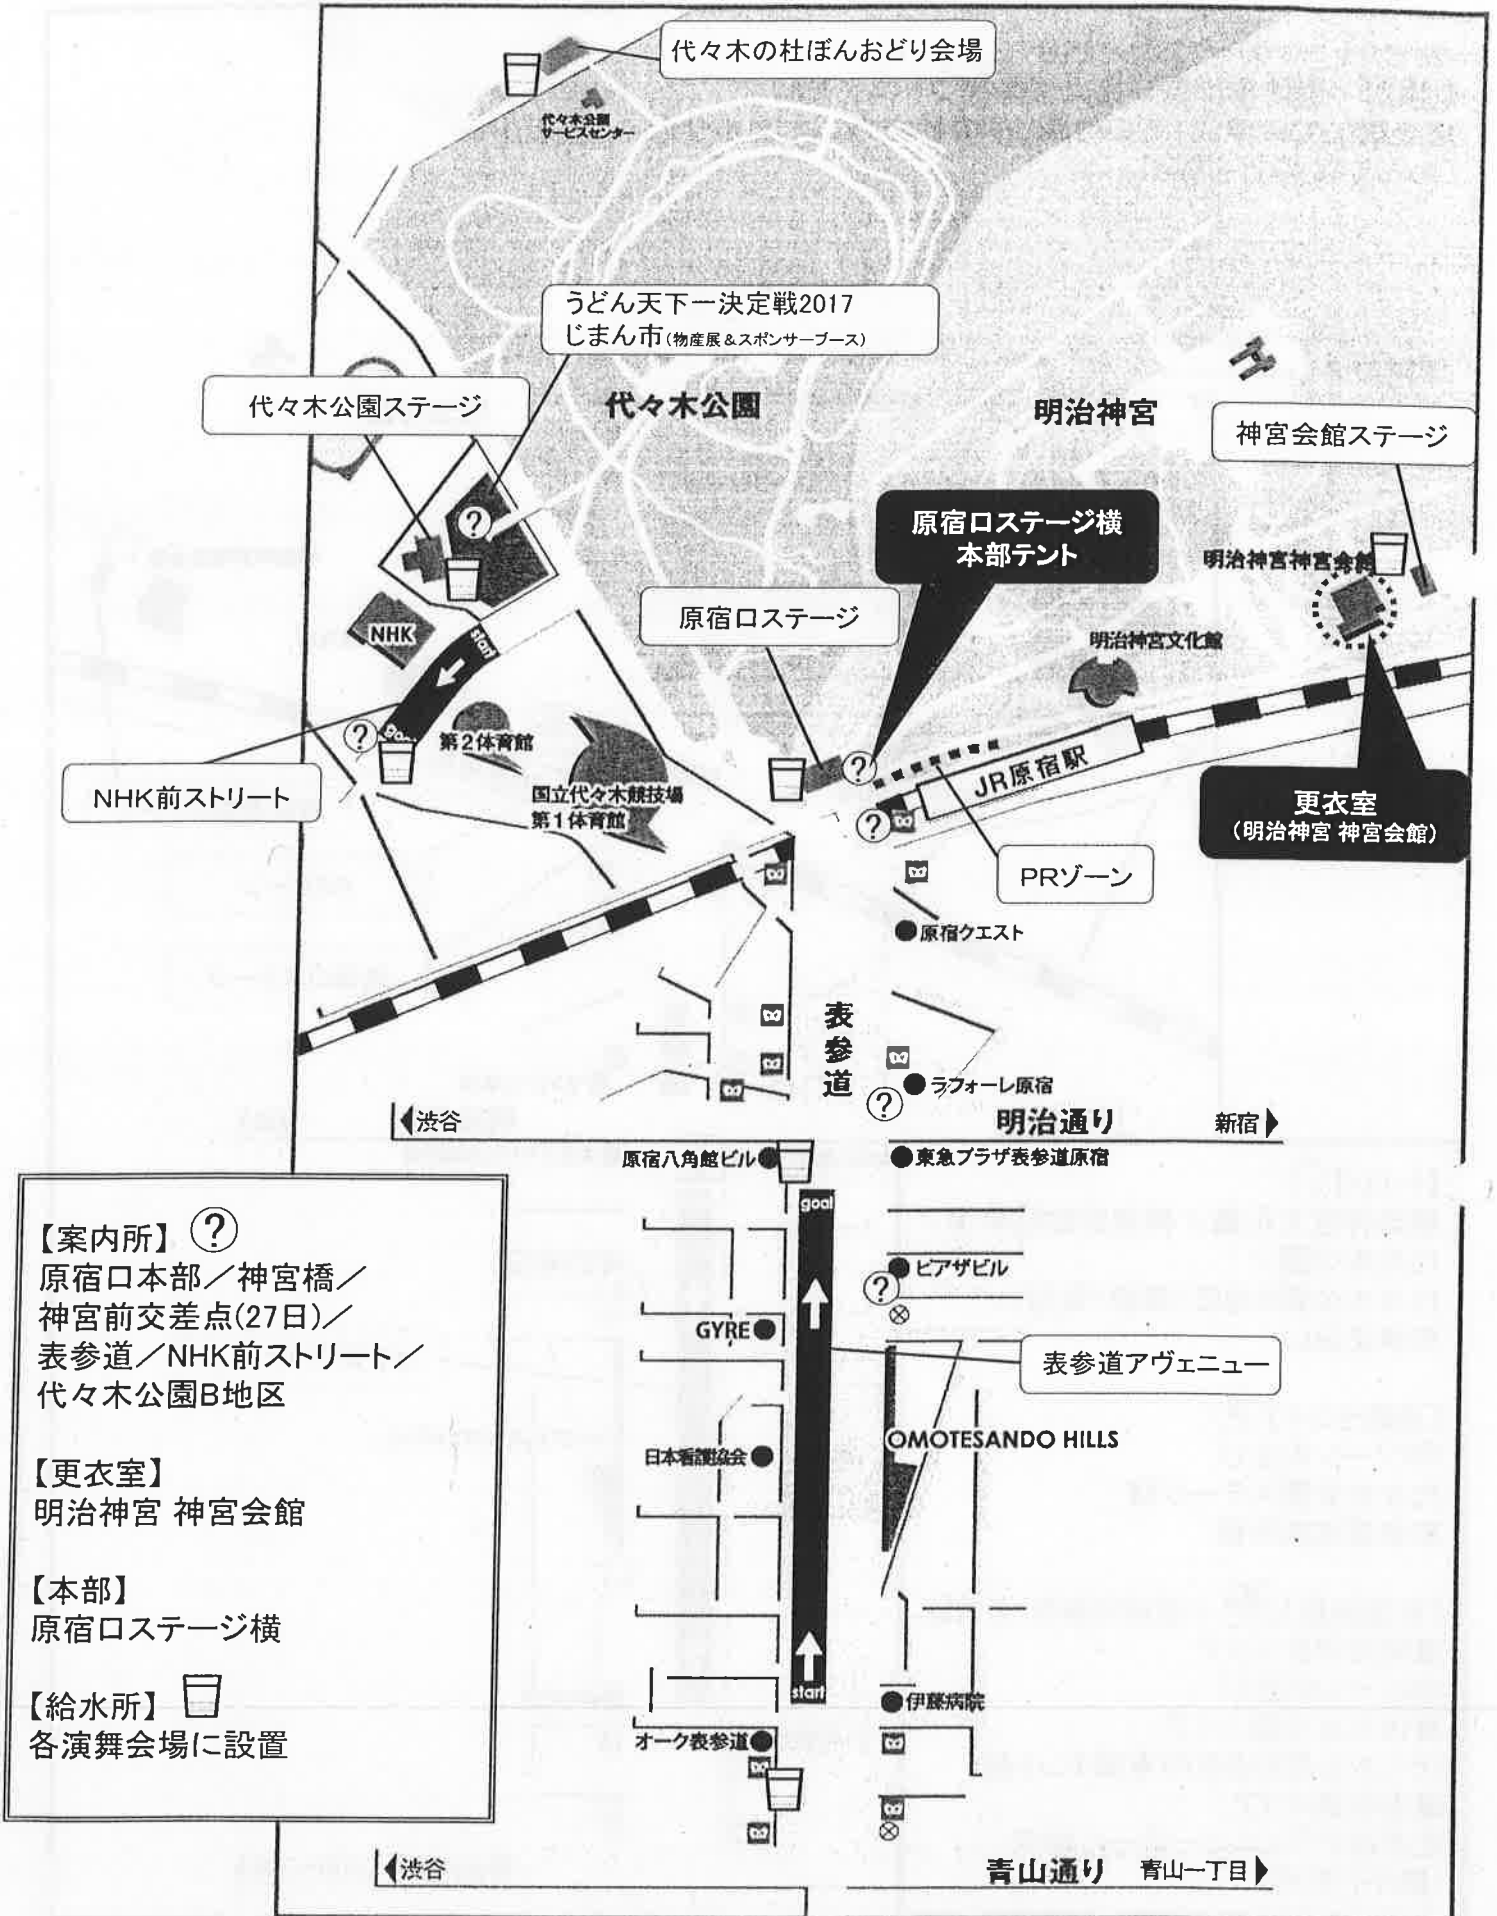 代々木の杜ぼんおどり会場
代々木公園
サービスセンター
うどん天下一決定戦2017
じまん市(物産展&スポンサーブース)
代々木公園ステージ
代々木公園
明治神宮
神宮会館ステージ
?
原宿口ステージ横
本部テント
明治神宮神宮会館
原宿口ステージ
NHK
start
明治神宮文化館
goal
?
第2体育館
NHK前ストリート
国立代々木競技場
第1体育館
?
JR原宿駅
?
更衣室
(明治神宮 神宮会館)
PRゾーン
原宿クエスト
表参道
ラフォーレ原宿
?
渋谷
明治通り
新宿
原宿八角館ビル
東急プラザ表参道原宿
goal
ピアザビル
?
GYRE
表参道アヴェニュー
OMOTESANDO HILLS
日本看護協会
start
伊藤病院
オーク表参道
渋谷
青山通り
青山一丁目
【案内所】?
原宿口本部/神宮橋/
神宮前交差点(27日)/
表参道/NHK前ストリート/
代々木公園B地区
【更衣室】
明治神宮 神宮会館
【本部】
原宿口ステージ横
【給水所】
各演舞会場に設置